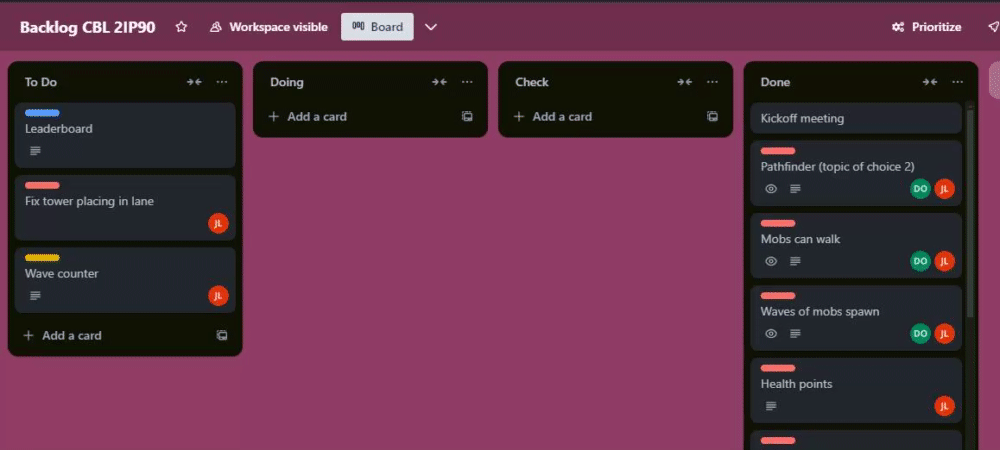 Backlog CBL 2IP90
Workspace visible
Board
Prioritize
To Do
Leaderboard
Fix tower placing in lane
JL
Wave counter
JL
Add a card
Doing
Add a card
Check
Add a card
Done
Kickoff meeting
Pathfinder (topic of choice 2)
DO JL
Mobs can walk
DO JL
Waves of mobs spawn
DO JL
Health points
JL